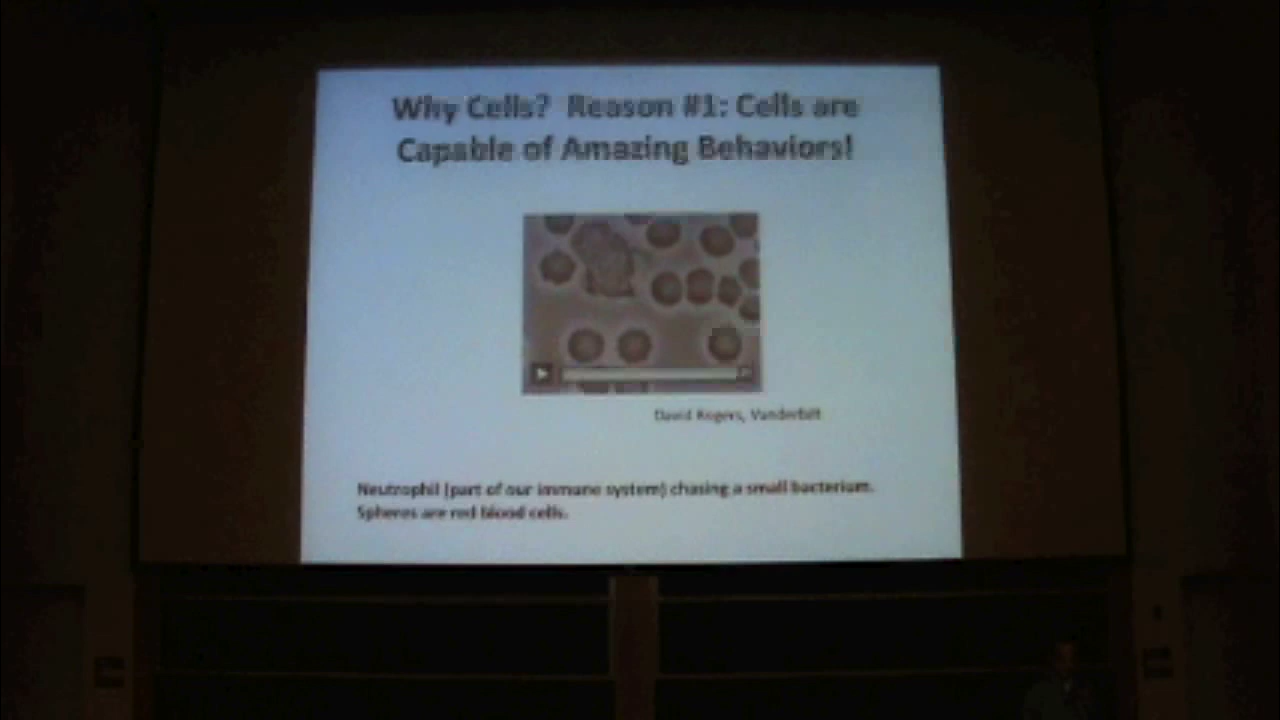 Why Cells? Reason #1: Cells are
Capable of Amazing Behaviors!
David Rogers, Vanderbilt
Neutrophil (part of our immune system) chasing a small bacterium.
Spheres are red blood cells.